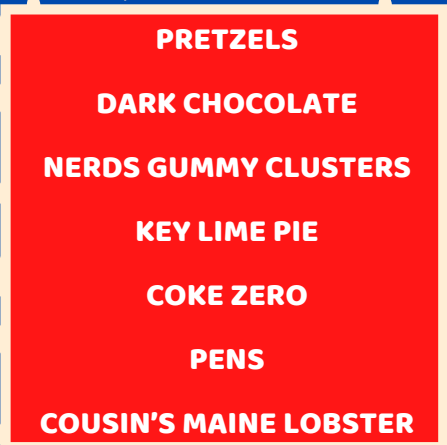 PRETZELS
DARK CHOCOLATE
NERDS GUMMY CLUSTERS
KEY LIME PIE
COKE ZERO
PENS
COUSIN'S MAINE LOBSTER